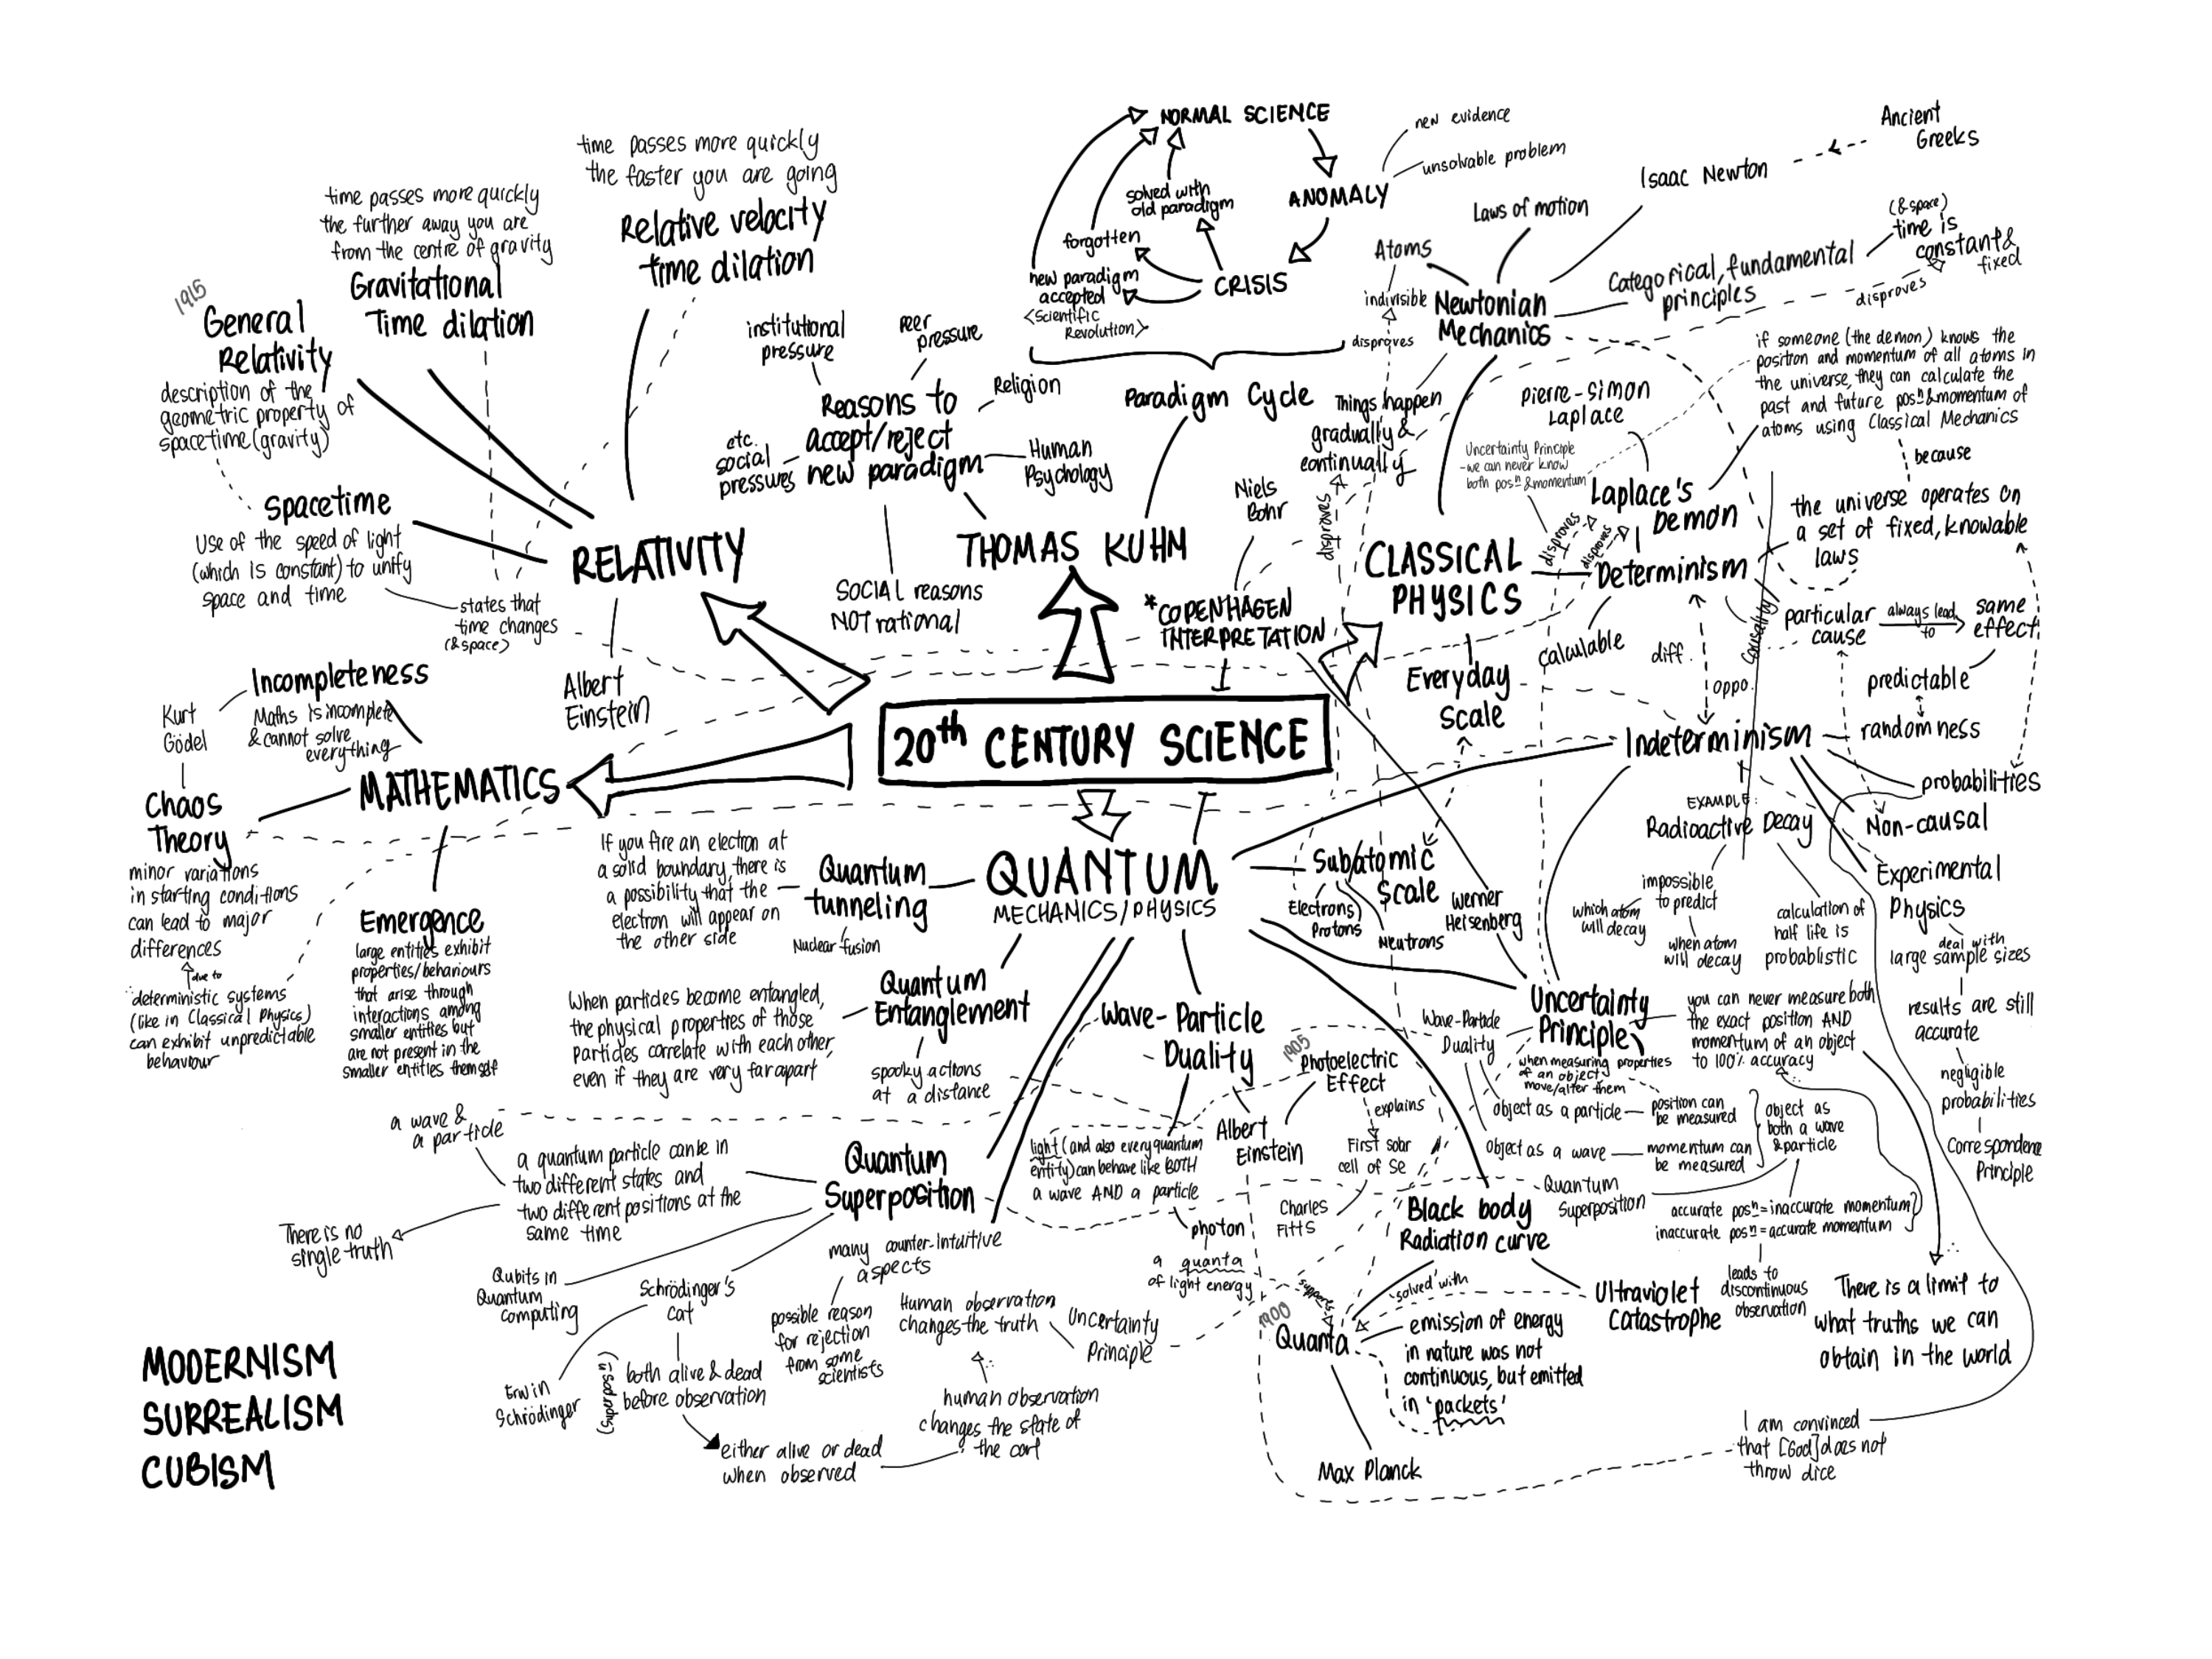 20th CENTURY SCIENCE
RELATIVITY
Albert
Einstein
1915
General
Relativity
description of the
geometric property of
spacetime (gravity)
time passes more quickly
the further away you are
from the centre of gravity
Gravitational
Time dilation
time passes more quickly
the faster you are going
Relative velocity
time dilation
Spacetime
Use of the speed of light
(which is constant) to unify
space and time
states that
time changes
(& space)
THOMAS KUHN
Reasons to
accept/reject
new paradigm
institutional
pressure
peer
pressure
Religion
Human
Psychology
etc.
social
pressures
SOCIAL reasons
NOT rational
Paradigm Cycle
NORMAL SCIENCE
ANOMALY
new evidence
unsolvable problem
CRISIS
solved with
old paradigm
forgotten
new paradigm
accepted
<Scientific
Revolution>
CLASSICAL
PHYSICS
Everyday
Scale
Newtonian
Mechanics
Atoms
indivisible
disproves
Laws of motion
Isaac Newton
Ancient
Greeks
Categorical, fundamental
principles
(& space)
time is
constant &
fixed
disproves
Things happen
gradually &
continually
disproves
Pierre-Simon
Laplace
Laplace's
Demon
if someone (the demon) knows the
position and momentum of all atoms in
the universe, they can calculate the
past and future posn & momentum of
atoms using Classical Mechanics
because
the universe operates on
a set of fixed, knowable
laws
Uncertainty Principle
-we can never know
both posn & momentum
disproves
disproves
Determinism
calculable
Causality
particular
cause
always lead
to
same
effect
predictable
diff.
oppo.
Niels
Bohr
*COPENHAGEN
INTERPRETATION
Indeterminism
randomness
probabilities
Non-causal
Experimental
Physics
deal with
large sample sizes
results are still
accurate
negligible
probabilities
Correspondence
Principle
EXAMPLE:
Radioactive Decay
impossible
to predict
which atom
will decay
when atom
will decay
calculation of
half life is
probablistic
MATHEMATICS
Incompleteness
Maths is incomplete
& cannot solve
everything
Kurt
Gödel
Chaos
Theory
minor variations
in starting conditions
can lead to major
differences
due to
deterministic systems
(like in Classical Physics)
can exhibit unpredictable
behaviour
Emergence
large entities exhibit
properties/behaviours
that arise through
interactions among
smaller entities but
are not present in the
smaller entities themself
QUANTUM
MECHANICS/PHYSICS
Quantum
tunneling
Nuclear fusion
If you fire an electron at
a solid boundary, there is
a possibility that the
electron will appear on
the other side
Quantum
Entanglement
When particles become entangled,
the physical properties of those
particles correlate with each other,
even if they are very far apart
spooky actions
at a distance
Subatomic
Scale
Electrons
Protons
Neutrons
Werner
Heisenberg
Wave-Particle
Duality
light (and also every quantum
entity) can behave like BOTH
a wave AND a particle
photon
a quanta
of light energy
Albert
Einstein
1905
Photoelectric
Effect
explains
First solar
cell of Se
Charles
Fitts
Quantum
Superposition
a quantum particle can be in
two different states and
two different positions at the
same time
a wave &
a particle
There is no
single truth
Qubits in
Quantum
computing
Schrödinger's
cat
Erwin
Schrödinger
both alive & dead
before observation
(superposn)
either alive or dead
when observed
human observation
changes the state of
the cat
Human observation
changes the truth
Uncertainty
Principle
many counter-intuitive
aspects
possible reason
for rejection
from some
scientists
Uncertainty
Principle
you can never measure both
the exact position AND
momentum of an object
to 100% accuracy
when measuring properties
of an object,
move/alter them
Wave-Particle
Duality
object as a particle
position can
be measured
object as a wave
momentum can
be measured
object as
both a wave
& particle
Quantum
Superposition
accurate posn = inaccurate momentum
inaccurate posn = accurate momentum
leads to
discontinuous
observation
There is a limit to
what truths we can
obtain in the world
Black body
Radiation curve
Ultraviolet
Catastrophe
solved with
supports
1900
Quanta
emission of energy
in nature was not
continuous, but emitted
in 'packets'
Max Planck
I am convinced
that [God] does not
throw dice
MODERNISM
SURREALISM
CUBISM